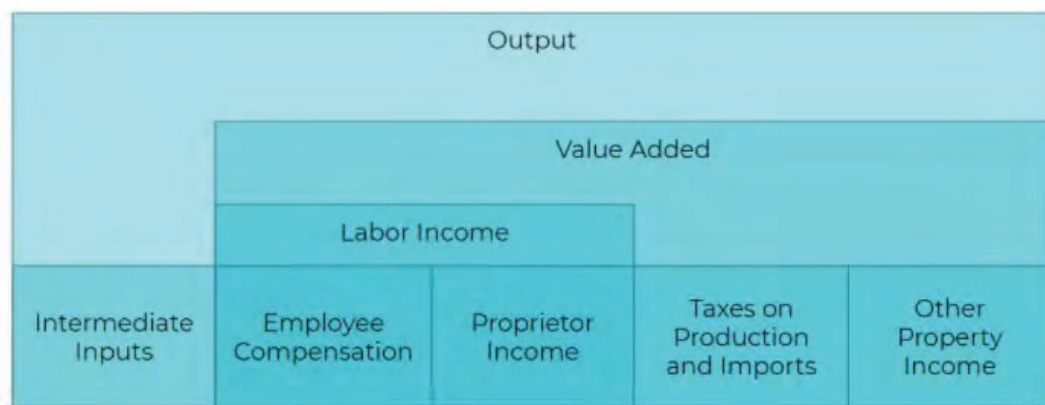 Output
Value Added
Labor Income
Intermediate
Inputs
Employee
Compensation
Proprietor
Income
Taxes on
Production
and Imports
Other
Property
Income